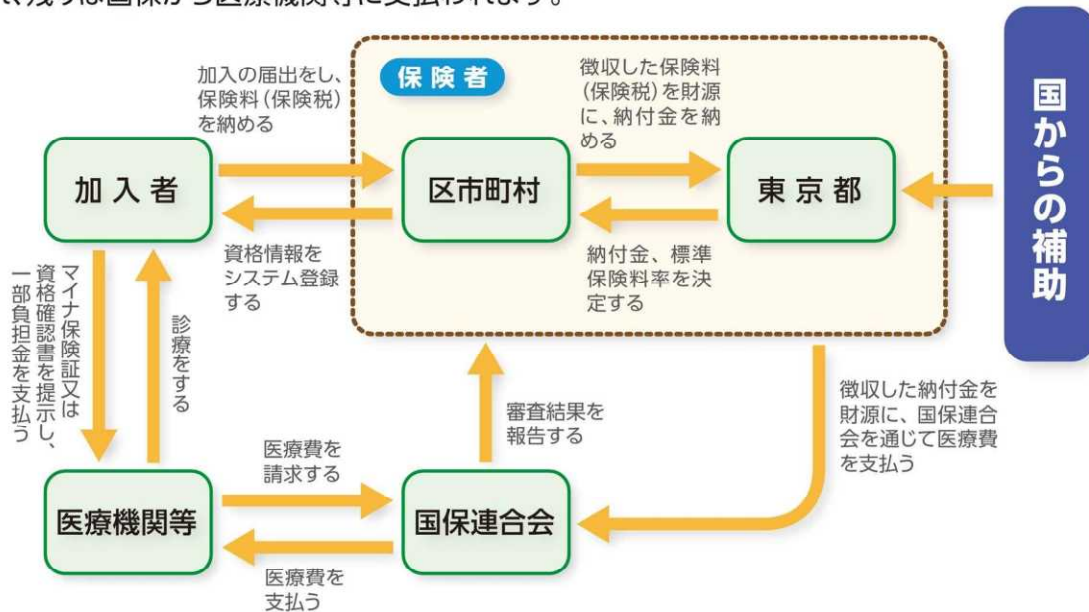 残りは国保から医療機関等に支払われます。
加入の届出をし、
保険料(保険税)
を納める
保険者
徴収した保険料
(保険税)を財源
に、納付金を納
める
国からの補助
加入者
区市町村
東京都
資格情報を
システム登録
する
納付金、標準
保険料率を決
定する
マイナ保険証又は
資格確認書を提示し、
一部負担金を支払う
診療をする
審査結果を
報告する
徴収した納付金を
財源に、国保連合
会を通じて医療費
を支払う
医療費を
請求する
医療機関等
国保連合会
医療費を
支払う